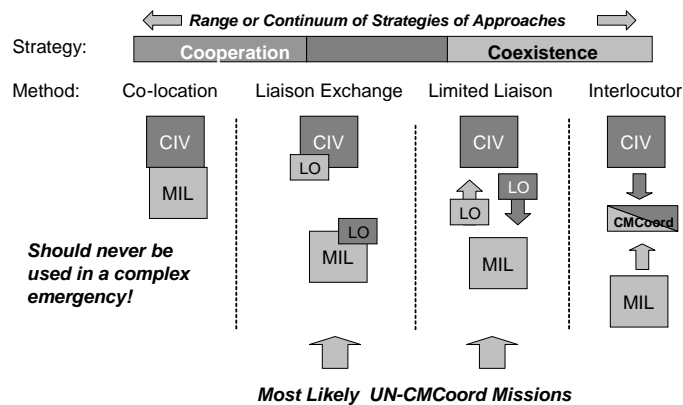 Range or Continuum of Strategies of Approaches
Strategy: Cooperation Coexistence
Method: Co-location Liaison Exchange Limited Liaison Interlocutor
CIV CIV CIV CIV
LO
MIL
LO
LO
CMCoord
LO
MIL
MIL
MIL
Should never be
used in a complex
emergency!
Most Likely UN-CMCoord Missions